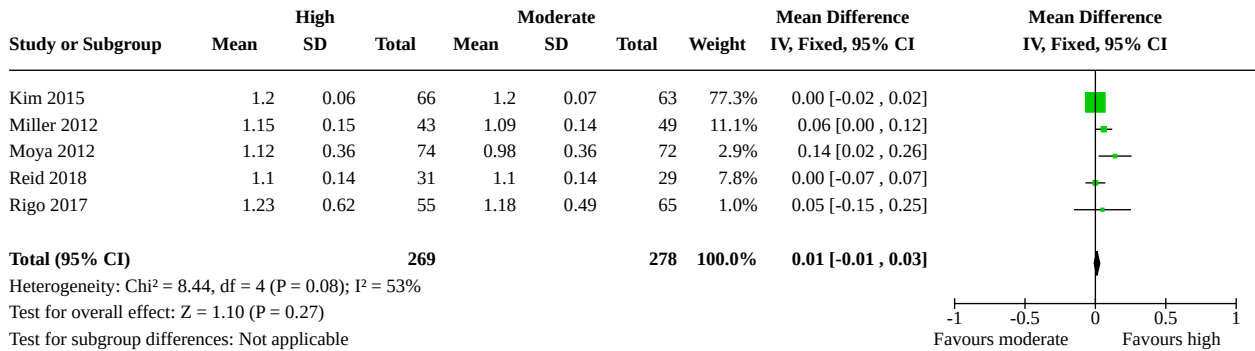 High Moderate Mean Difference Mean Difference
Study or Subgroup Mean SD Total Mean SD Total Weight IV, Fixed, 95% CI IV, Fixed, 95% CI
Kim 2015 1.2 0.06 66 1.2 0.07 63 77.3% 0.00 [-0.02 , 0.02]
Miller 2012 1.15 0.15 43 1.09 0.14 49 11.1% 0.06 [0.00 , 0.12]
Moya 2012 1.12 0.36 74 0.98 0.36 72 2.9% 0.14 [0.02 , 0.26]
Reid 2018 1.1 0.14 31 1.1 0.14 29 7.8% 0.00 [-0.07 , 0.07]
Rigo 2017 1.23 0.62 55 1.18 0.49 65 1.0% 0.05 [-0.15 , 0.25]
Total (95% CI) 269 278 100.0% 0.01 [-0.01 , 0.03]
Heterogeneity: Chi² = 8.44, df = 4 (P = 0.08); I² = 53%
Test for overall effect: Z = 1.10 (P = 0.27) -1 -0.5 0 0.5 1
Test for subgroup differences: Not applicable Favours moderate Favours high